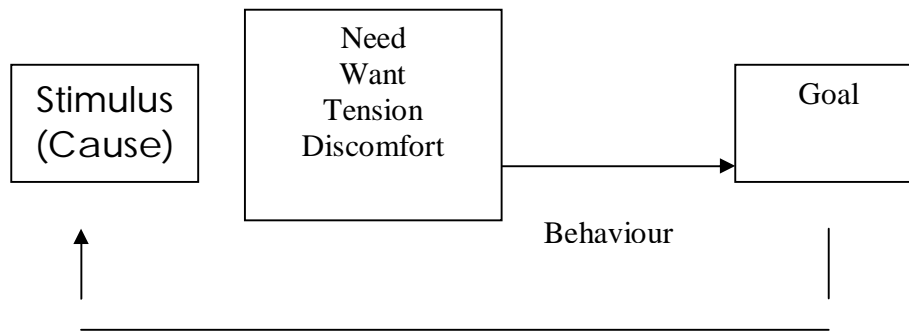 Stimulus
(Cause)
Need
Want
Tension
Discomfort
Goal
Behaviour